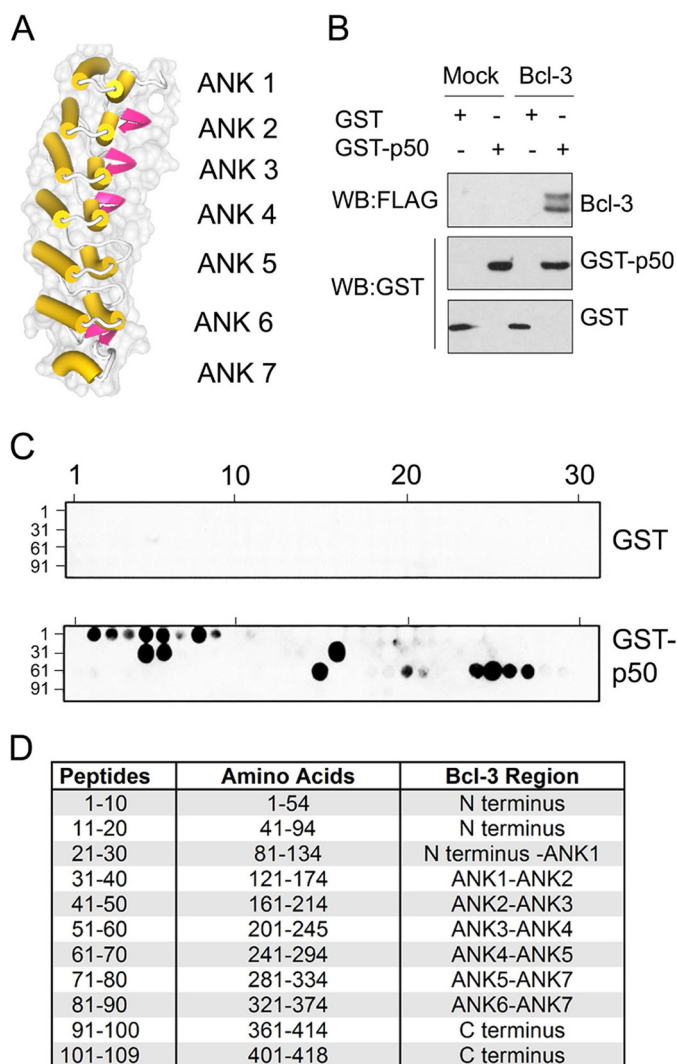 A
ANK 1
ANK 2
ANK 3
ANK 4
ANK 5
ANK 6
ANK 7
B
Mock Bcl-3
GST + - + -
GST-p50 - + - +
WB:FLAG Bcl-3
WB:GST GST-p50
GST
C
1 10 20 30
1
31
61
91
GST
1
31
61
91
GST-
p50
D
Peptides Amino Acids Bcl-3 Region
1-10 1-54 N terminus
11-20 41-94 N terminus
21-30 81-134 N terminus -ANK1
31-40 121-174 ANK1-ANK2
41-50 161-214 ANK2-ANK3
51-60 201-245 ANK3-ANK4
61-70 241-294 ANK4-ANK5
71-80 281-334 ANK5-ANK7
81-90 321-374 ANK6-ANK7
91-100 361-414 C terminus
101-109 401-418 C terminus